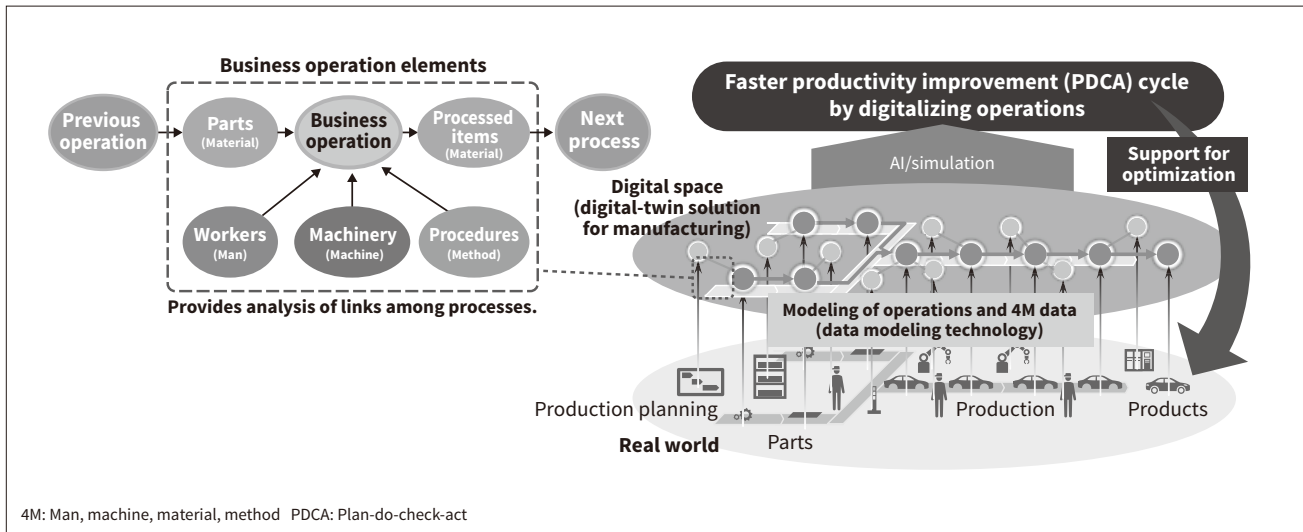 Business operation elements
Previous
operation
Parts
(Material)
Business
operation
Processed
items
(Material)
Next
process
Workers
(Man)
Machinery
(Machine)
Procedures
(Method)
Provides analysis of links among processes.
Faster productivity improvement (PDCA) cycle
by digitalizing operations
AI/simulation
Support for
optimization
Digital space
(digital-twin solution
for manufacturing)
Modeling of operations and 4M data
(data modeling technology)
Production planning
Production
Products
Real world
Parts
4M: Man, machine, material, method PDCA: Plan-do-check-act